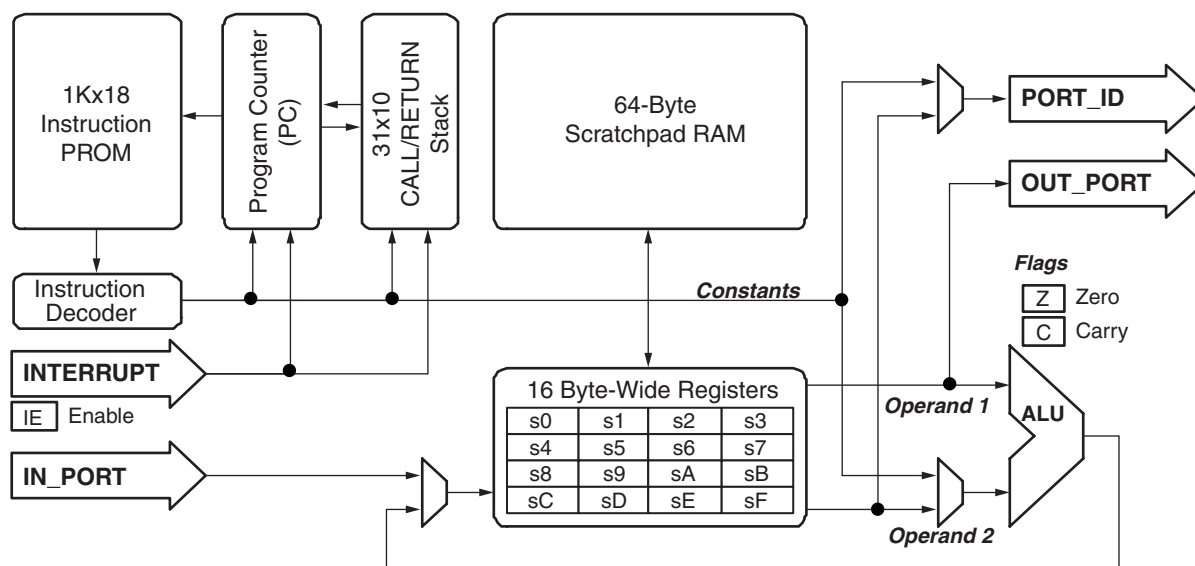 1Kx18
Instruction
PROM
Program Counter
(PC)
31x10
CALL/RETURN
Stack
64-Byte
Scratchpad RAM
PORT_ID
OUT_PORT
Instruction
Decoder
Constants
Flags
Z Zero
C Carry
INTERRUPT
IE Enable
IN_PORT
16 Byte-Wide Registers
s0 s1 s2 s3
s4 s5 s6 s7
s8 s9 sA sB
sC sD sE sF
Operand 1
ALU
Operand 2